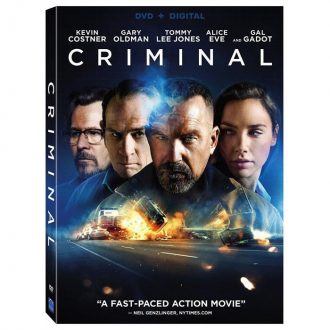 DVD + DIGITAL
KEVIN COSTNER GARY OLDMAN TOMMY LEE JONES ALICE EVE GAL GADOT
CRIMINAL
CRIMINAL
"A FAST-PACED ACTION MOVIE"
— NEIL GENZLINGER, NYTIMES.COM
DVD